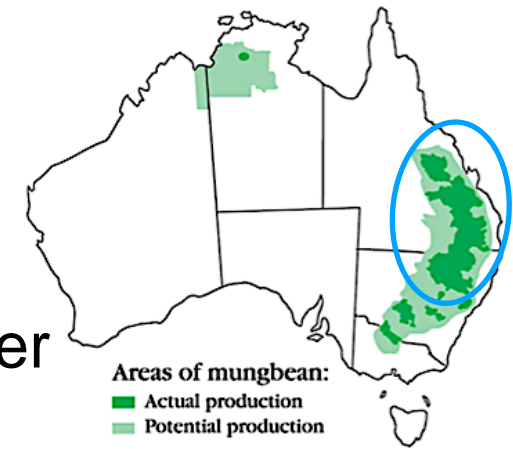 er
Areas of mungbean:
Actual production
Potential production